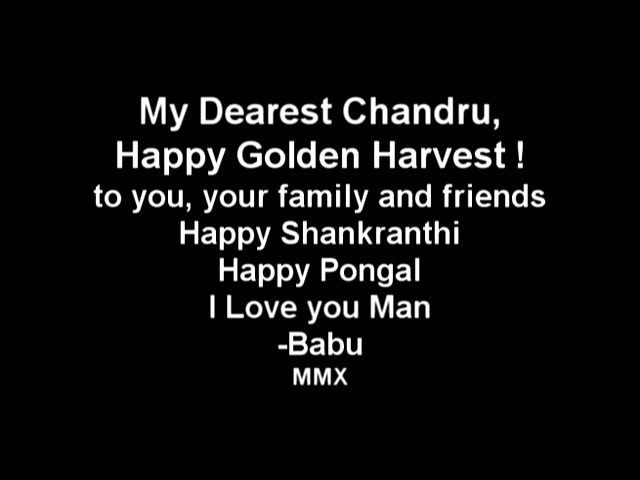 My Dearest Chandru,
Happy Golden Harvest !
to you, your family and friends
Happy Shankranthi
Happy Pongal
I Love you Man
-Babu
MMX